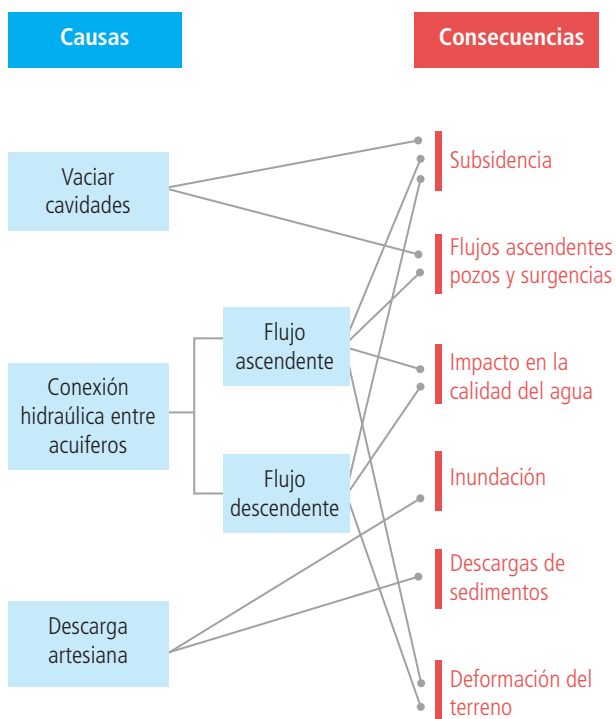 Causas
Consecuencias
Vaciar
cavidades
Subsidencia
Flujos ascendentes
pozos y surgencias
Flujo
ascendente
Impacto en la
calidad del agua
Conexión
hidraúlica entre
acuiferos
Flujo
descendente
Inundación
Descargas de
sedimentos
Descarga
artesiana
Deformación del
terreno